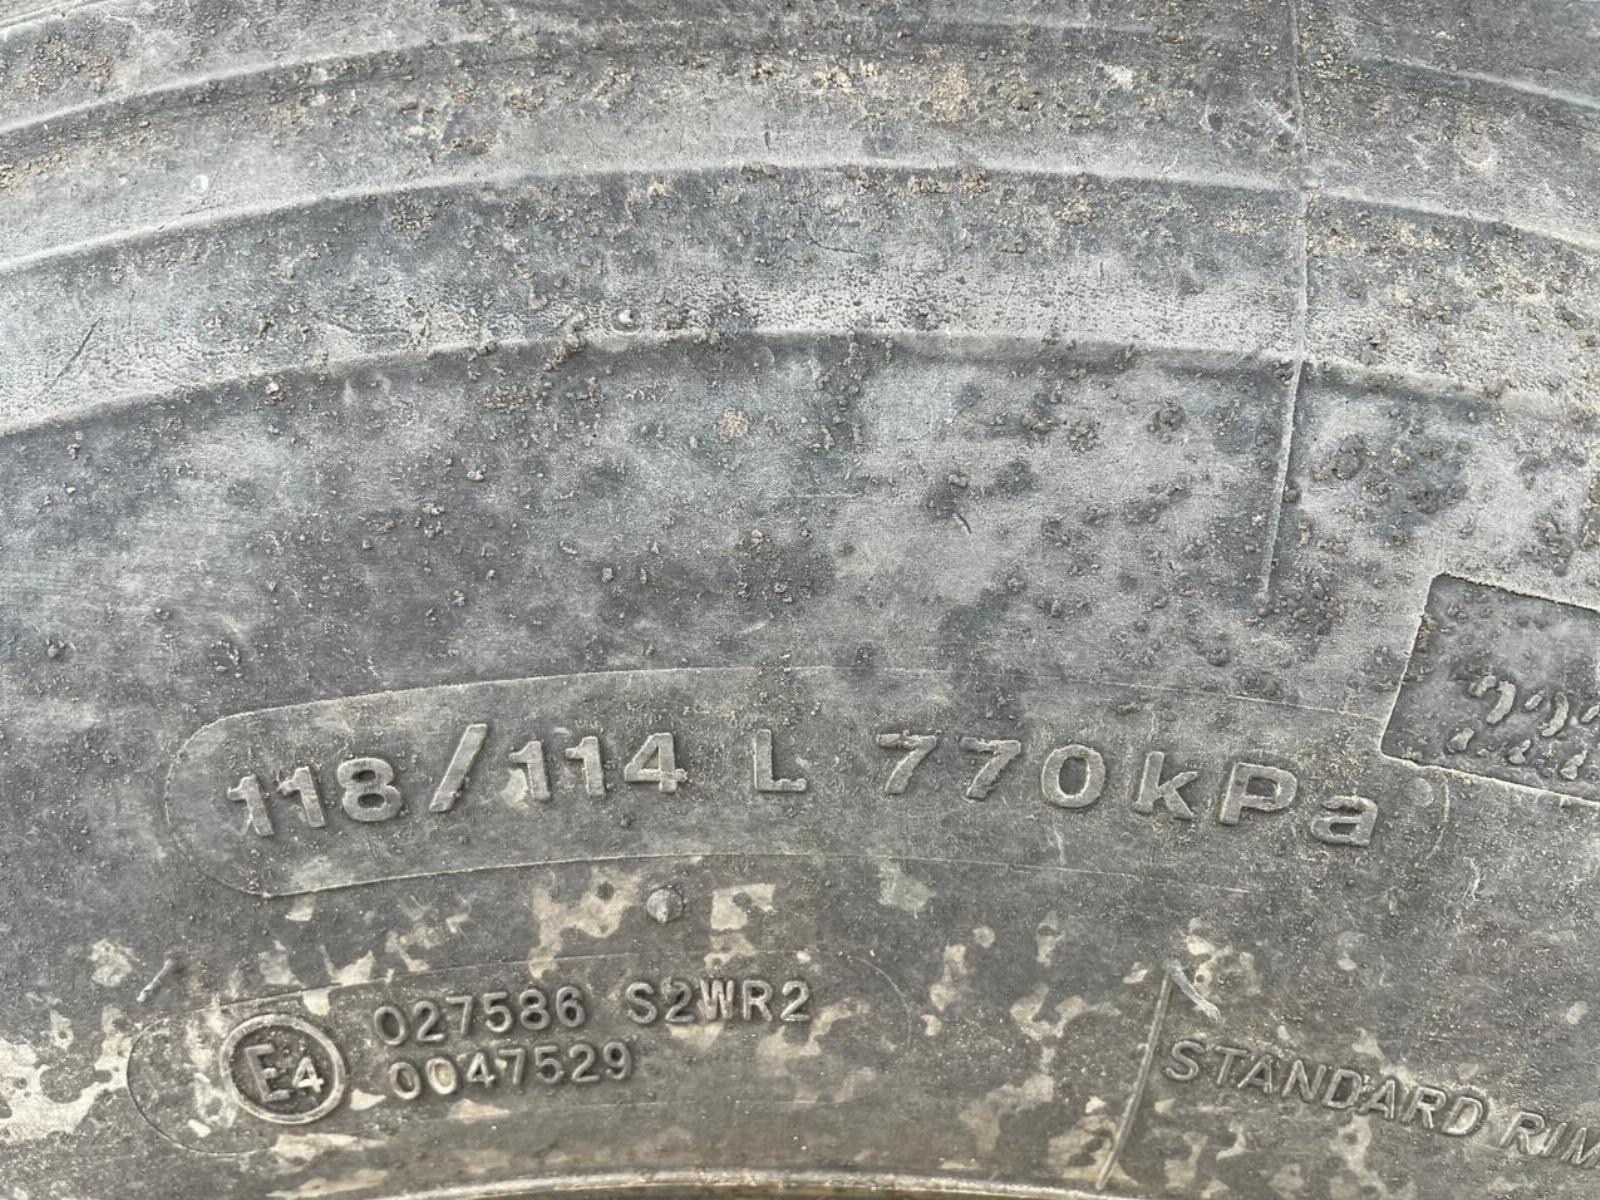 118/114 L 770kPa
E4 027586 S2WR2
0047529
STANDARD RIM